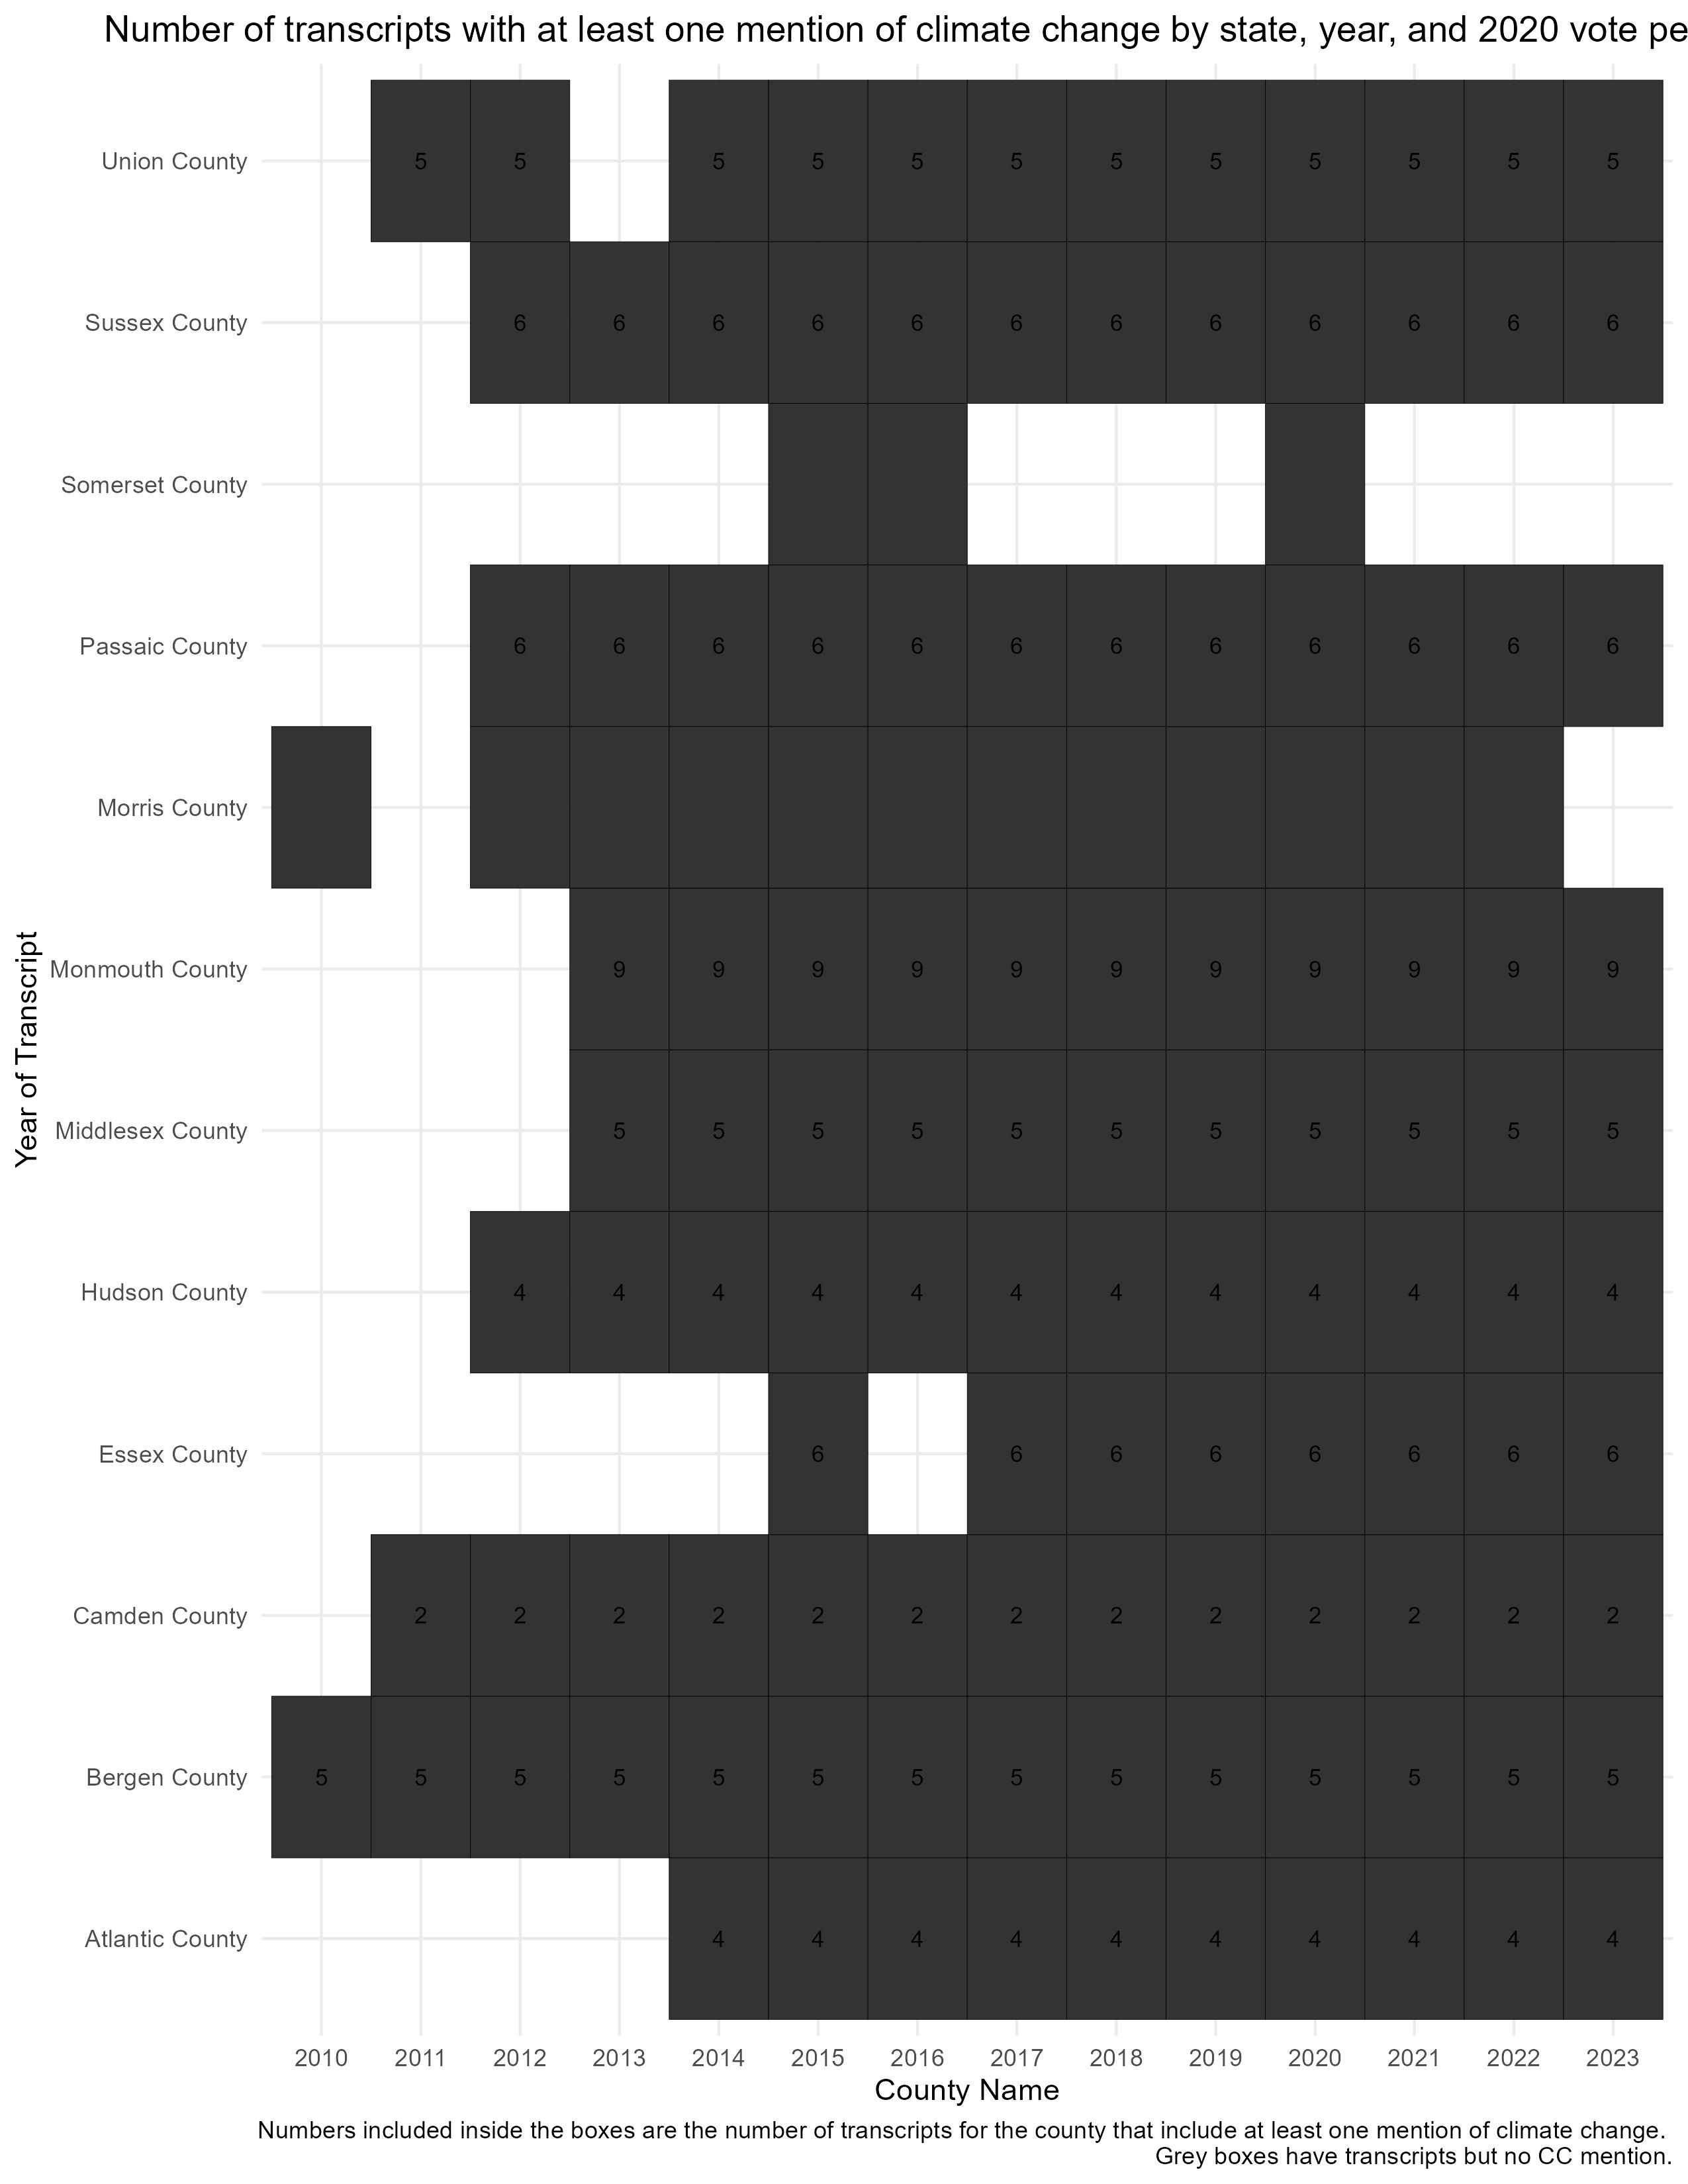 Number of transcripts with at least one mention of climate change by state, year, and 2020 vote pe
Union County 5 5 5 5 5 5 5 5 5 5 5 5
Sussex County 6 6 6 6 6 6 6 6 6 6 6 6
Somerset County
Passaic County 6 6 6 6 6 6 6 6 6 6 6 6
Morris County
Monmouth County 9 9 9 9 9 9 9 9 9 9 9
Middlesex County 5 5 5 5 5 5 5 5 5 5 5
Hudson County 4 4 4 4 4 4 4 4 4 4 4 4
Essex County 6 6 6 6 6 6 6 6
Camden County 2 2 2 2 2 2 2 2 2 2 2 2 2
Bergen County 5 5 5 5 5 5 5 5 5 5 5 5 5 5
Atlantic County 4 4 4 4 4 4 4 4 4 4
Year of Transcript
2010 2011 2012 2013 2014 2015 2016 2017 2018 2019 2020 2021 2022 2023
County Name
Numbers included inside the boxes are the number of transcripts for the county that include at least one mention of climate change.
Grey boxes have transcripts but no CC mention.